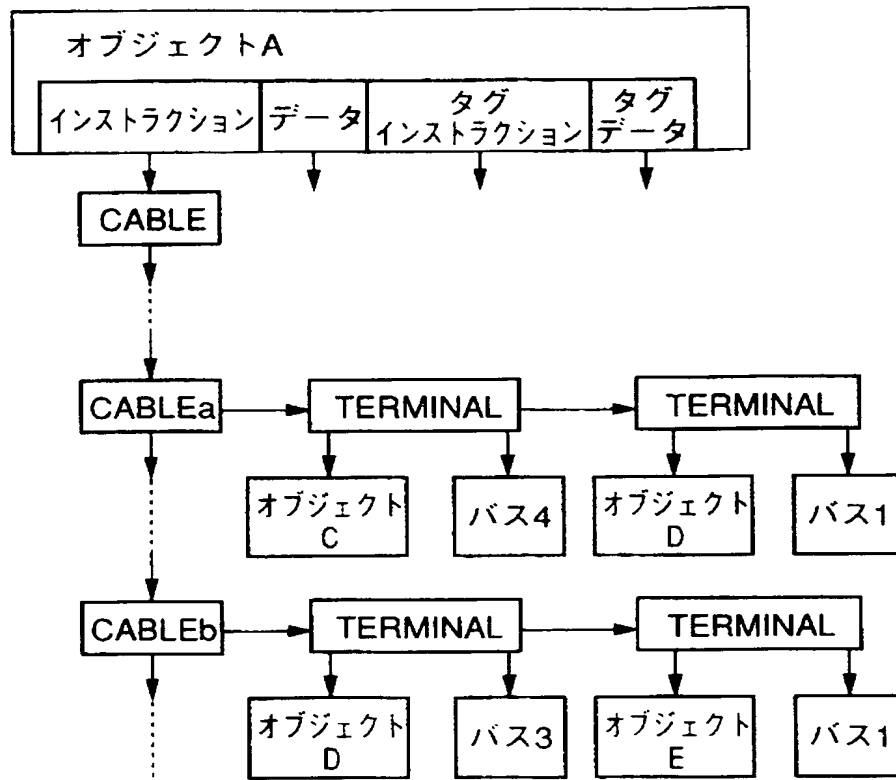 オブジェクトA
インストラクション
データ
タグ
インストラクション
タグ
データ
CABLE
CABLEa
TERMINAL
TERMINAL
オブジェクト
C
バス4
オブジェクト
D
バス1
CABLEb
TERMINAL
TERMINAL
オブジェクト
D
バス3
オブジェクト
E
バス1